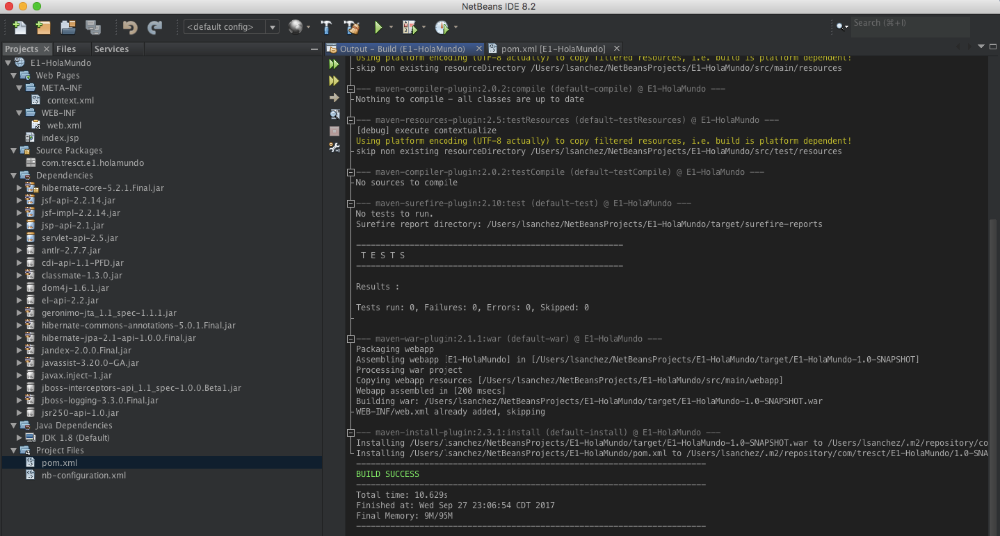 NetBeans IDE 8.2
<default config>
Search (⌘+I)
Projects
Files
Services
E1-HolaMundo
Web Pages
META-INF
context.xml
WEB-INF
web.xml
index.jsp
Source Packages
com.tresct.e1.holamundo
Dependencies
hibernate-core-5.2.1.Final.jar
jsf-api-2.2.14.jar
jsf-impl-2.2.14.jar
jsp-api-2.1.jar
servlet-api-2.5.jar
antlr-2.7.7.jar
cdi-api-1.1-PFD.jar
classmate-1.3.0.jar
dom4j-1.6.1.jar
el-api-2.2.jar
geronimo-jta_1.1_spec-1.1.1.jar
hibernate-commons-annotations-5.0.1.Final.jar
hibernate-jpa-2.1-api-1.0.0.Final.jar
jandex-2.0.0.Final.jar
javassist-3.20.0-GA.jar
javax.inject-1.jar
jboss-interceptors-api_1.1_spec-1.0.0.Beta1.jar
jboss-logging-3.3.0.Final.jar
jsr250-api-1.0.jar
Java Dependencies
JDK 1.8 (Default)
Project Files
pom.xml
nb-configuration.xml
Output - Build (E1-HolaMundo)
pom.xml [E1-HolaMundo]
Using platform encoding (UTF-8 actually) to copy filtered resources, i.e. build is platform dependent!
skip non existing resourceDirectory /Users/lsanchez/NetBeansProjects/E1-HolaMundo/src/main/resources
--- maven-compiler-plugin:2.0.2:compile (default-compile) @ E1-HolaMundo ---
Nothing to compile - all classes are up to date
--- maven-resources-plugin:2.5:testResources (default-testResources) @ E1-HolaMundo ---
[debug] execute contextualize
Using platform encoding (UTF-8 actually) to copy filtered resources, i.e. build is platform dependent!
skip non existing resourceDirectory /Users/lsanchez/NetBeansProjects/E1-HolaMundo/src/test/resources
--- maven-compiler-plugin:2.0.2:testCompile (default-testCompile) @ E1-HolaMundo ---
No sources to compile
--- maven-surefire-plugin:2.10:test (default-test) @ E1-HolaMundo ---
No tests to run.
Surefire report directory: /Users/lsanchez/NetBeansProjects/E1-HolaMundo/target/surefire-reports
-------------------------------------------------------
T E S T S
-------------------------------------------------------
Results :
Tests run: 0, Failures: 0, Errors: 0, Skipped: 0
--- maven-war-plugin:2.1.1:war (default-war) @ E1-HolaMundo ---
Packaging webapp
Assembling webapp [E1-HolaMundo] in [/Users/lsanchez/NetBeansProjects/E1-HolaMundo/target/E1-HolaMundo-1.0-SNAPSHOT]
Processing war project
Copying webapp resources [/Users/lsanchez/NetBeansProjects/E1-HolaMundo/src/main/webapp]
Webapp assembled in [200 msecs]
Building war: /Users/lsanchez/NetBeansProjects/E1-HolaMundo/target/E1-HolaMundo-1.0-SNAPSHOT.war
WEB-INF/web.xml already added, skipping
--- maven-install-plugin:2.3.1:install (default-install) @ E1-HolaMundo ---
Installing /Users/lsanchez/NetBeansProjects/E1-HolaMundo/target/E1-HolaMundo-1.0-SNAPSHOT.war to /Users/lsanchez/.m2/repository/co
Installing /Users/lsanchez/NetBeansProjects/E1-HolaMundo/pom.xml to /Users/lsanchez/.m2/repository/com/tresct/E1-HolaMundo/1.0-SNA
------------------------------------------------------------------------
BUILD SUCCESS
------------------------------------------------------------------------
Total time: 10.629s
Finished at: Wed Sep 27 23:06:54 CDT 2017
Final Memory: 9M/95M
------------------------------------------------------------------------